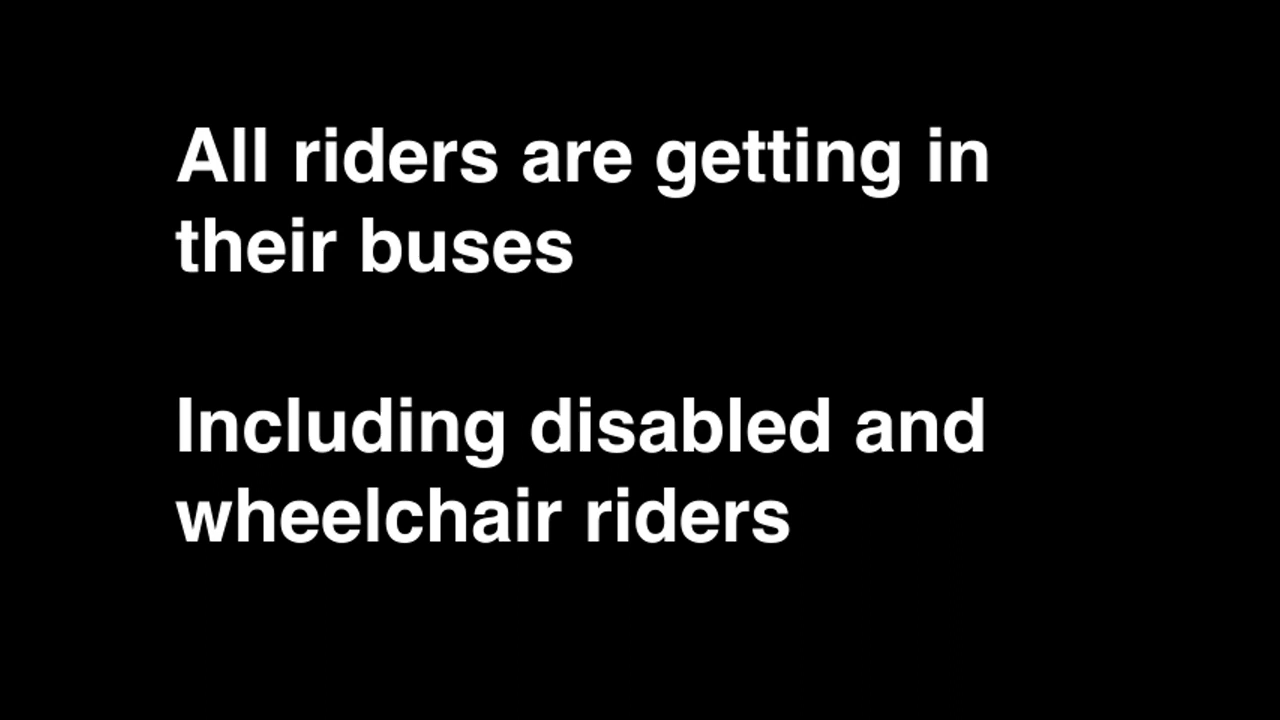 All riders are getting in
their buses
Including disabled and
wheelchair riders